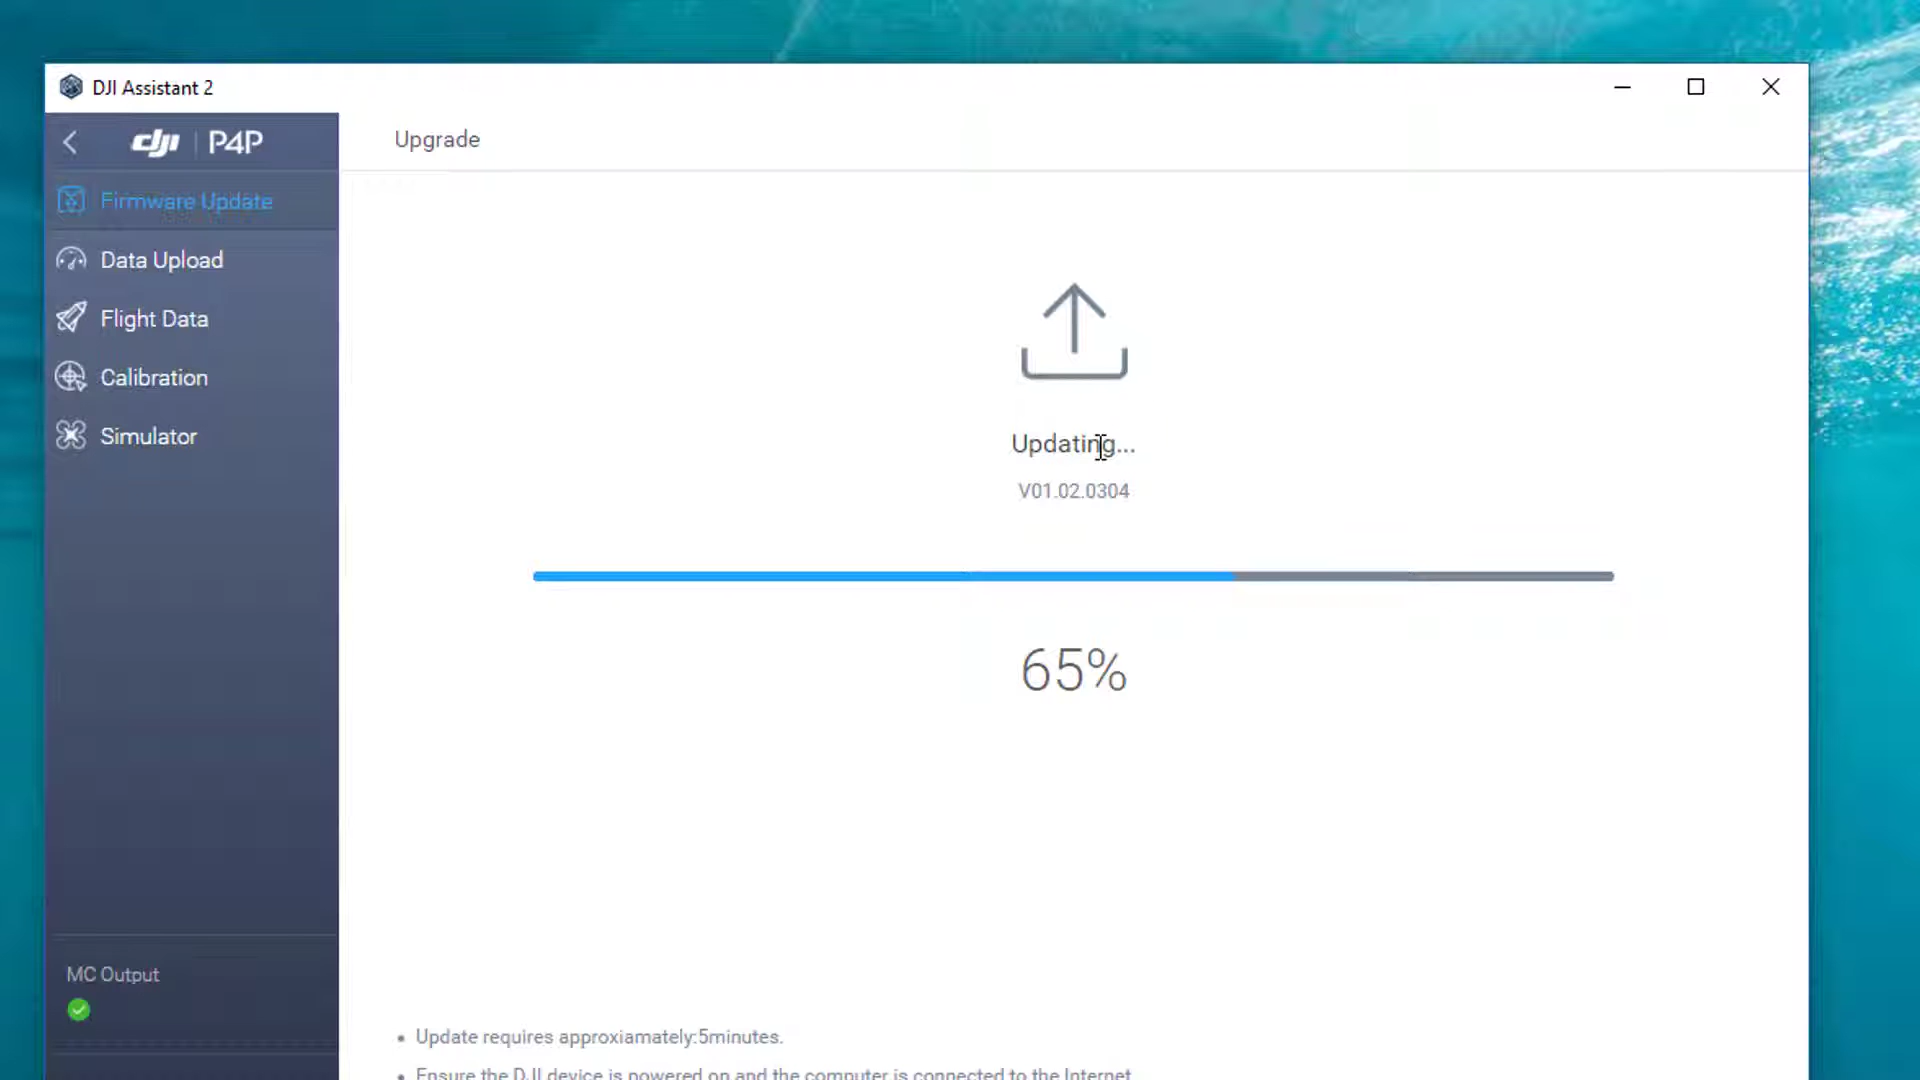 DJI Assistant 2
dji P4P
Upgrade
Firmware Update
Data Upload
Flight Data
Calibration
Simulator
Updating...
V01.02.0304
65%
MC Output
• Update requires approxiamately:5minutes.
• Ensure the DJI device is powered on and the computer is connected to the Internet